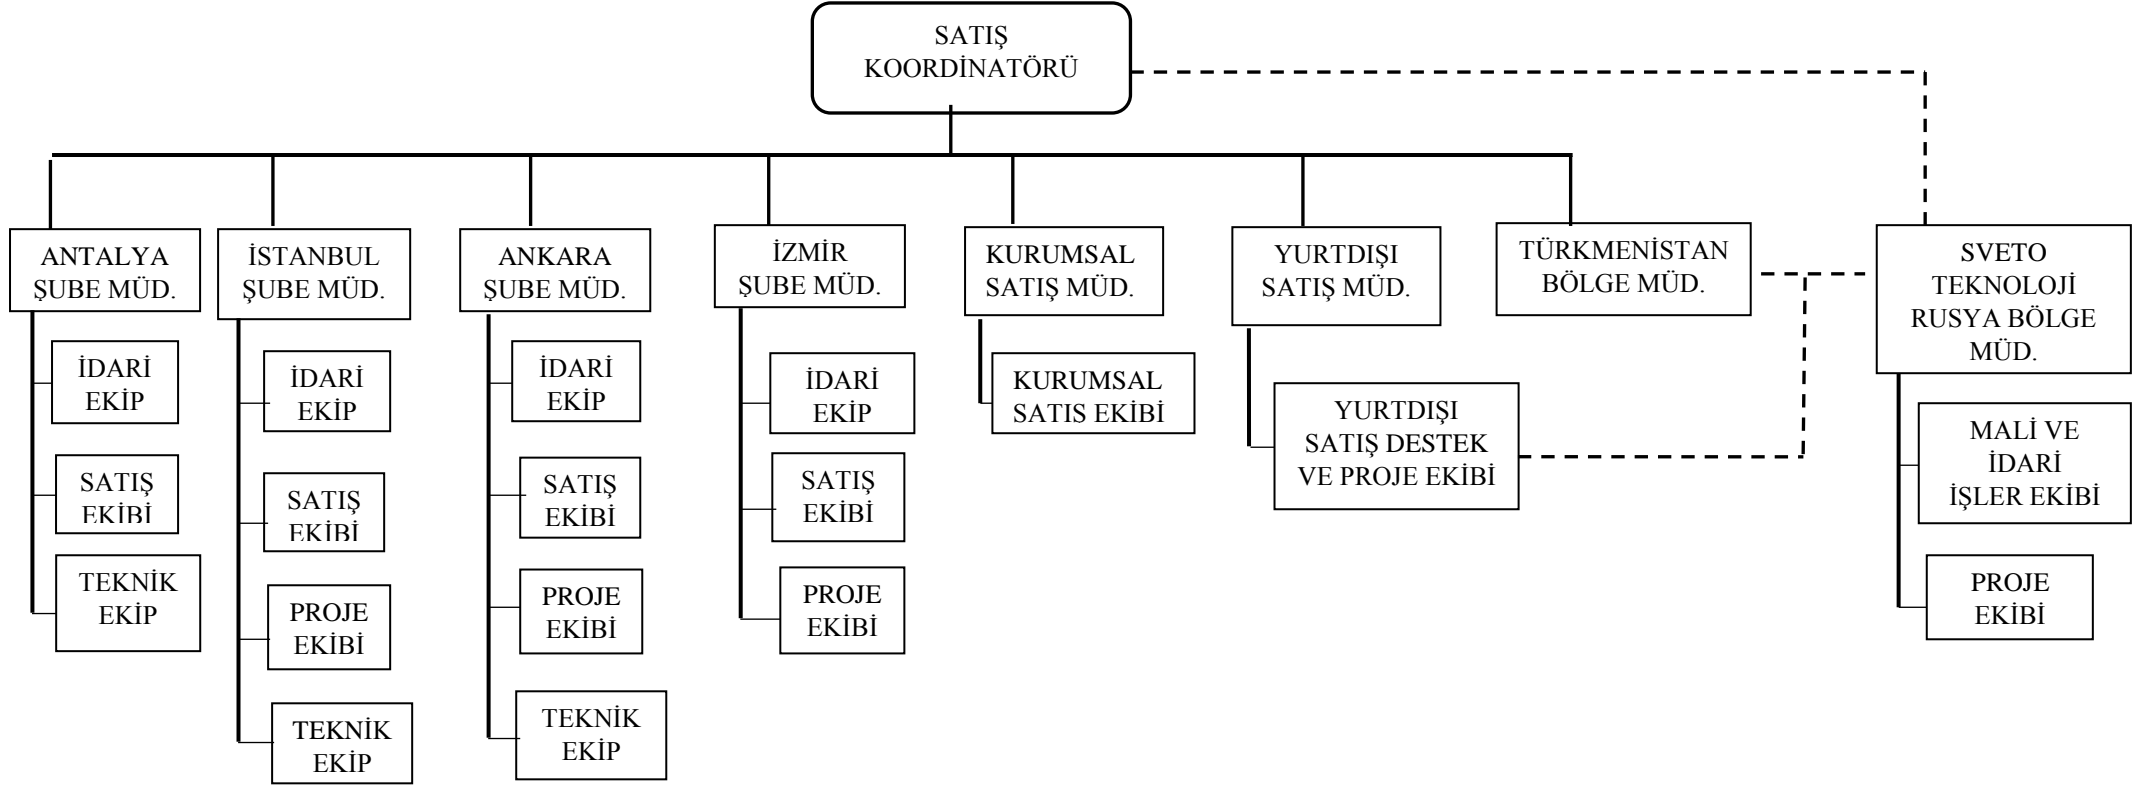 SATIŞ
KOORDİNATÖRÜ
ANTALYA
ŞUBE MÜD.
İSTANBUL
ŞUBE MÜD.
ANKARA
ŞUBE MÜD.
İZMİR
ŞUBE MÜD.
KURUMSAL
SATIŞ MÜD.
YURTDIŞI
SATIŞ MÜD.
TÜRKMENİSTAN
BÖLGE MÜD.
SVETO
TEKNOLOJİ
RUSYA BÖLGE
MÜD.
İDARİ
EKİP
SATIŞ
EKİBİ
TEKNİK
EKİP
İDARİ
EKİP
SATIŞ
EKİBİ
PROJE
EKİBİ
TEKNİK
EKİP
İDARİ
EKİP
SATIŞ
EKİBİ
PROJE
EKİBİ
TEKNİK
EKİP
İDARİ
EKİP
SATIŞ
EKİBİ
PROJE
EKİBİ
KURUMSAL
SATIS EKİBİ
YURTDIŞI
SATIŞ DESTEK
VE PROJE EKİBİ
MALİ VE
İDARİ
İŞLER EKİBİ
PROJE
EKİBİ